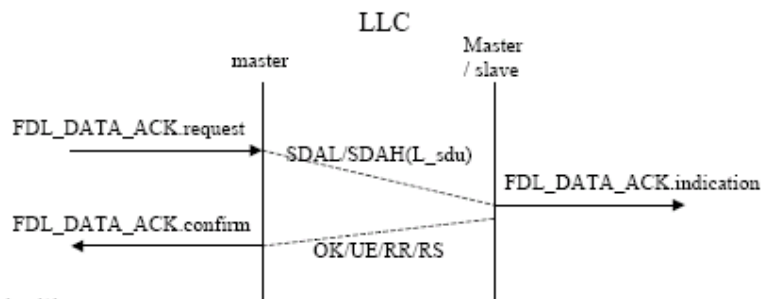 LLC
master
Master
/ slave
FDL_DATA_ACK.request
SDAL/SDAH(L_sdu)
FDL_DATA_ACK.indication
FDL_DATA_ACK.confirm
OK/UE/RR/RS